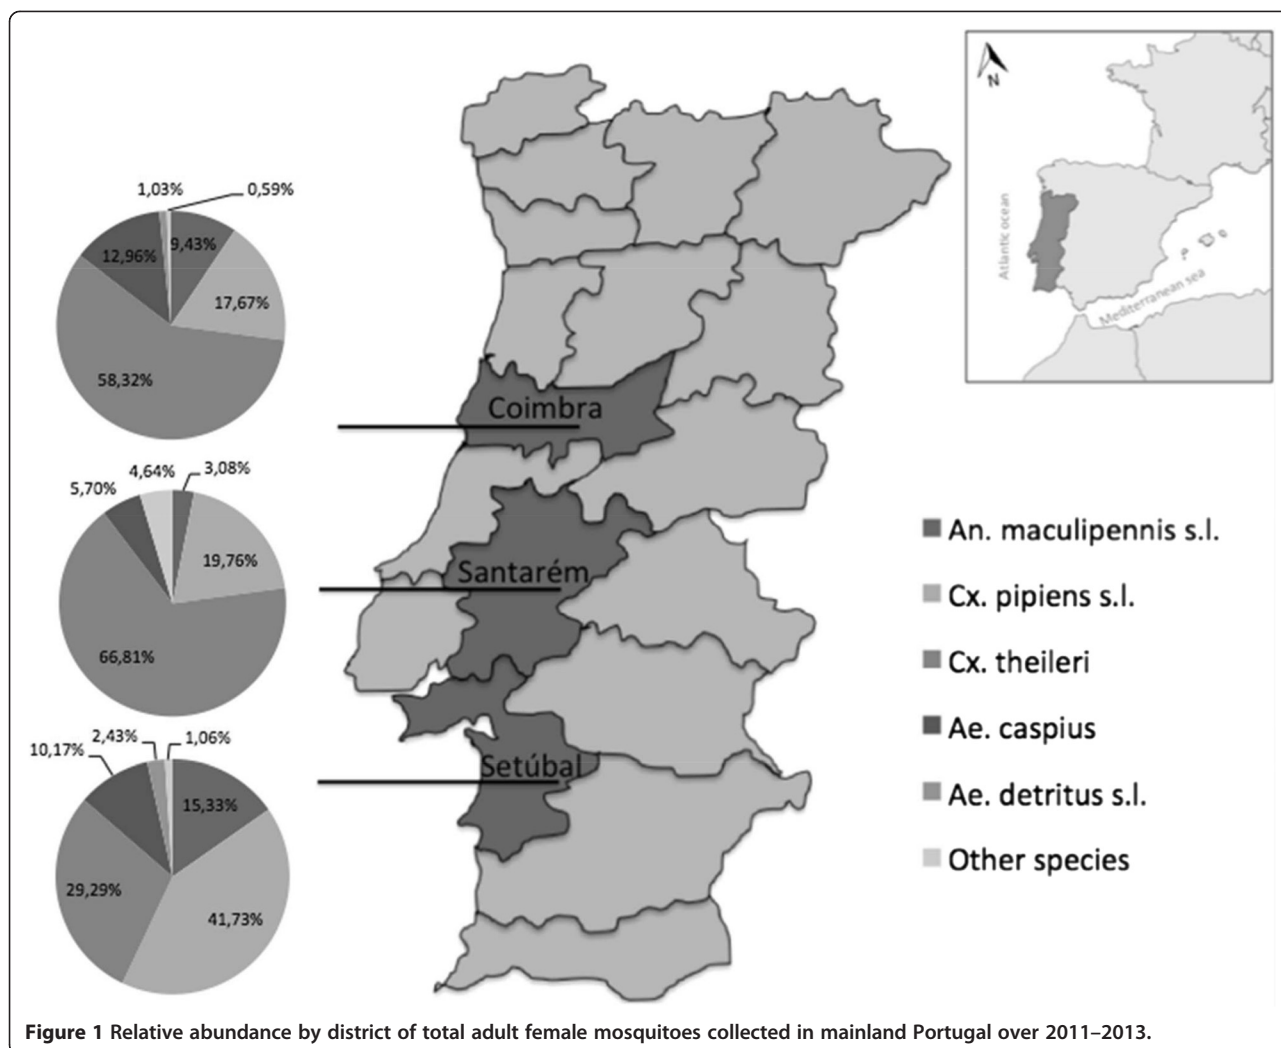 N
Atlantic ocean
Mediterranean sea
1,03%
0,59%
9,43%
12,96%
17,67%
58,32%
Coimbra
4,64%
3,08%
5,70%
19,76%
66,81%
Santarém
2,43%
1,06%
10,17%
15,33%
29,29%
41,73%
Setúbal
An. maculipennis s.l.
Cx. pipiens s.l.
Cx. theileri
Ae. caspius
Ae. detritus s.l.
Other species
Figure 1 Relative abundance by district of total adult female mosquitoes collected in mainland Portugal over 2011–2013.